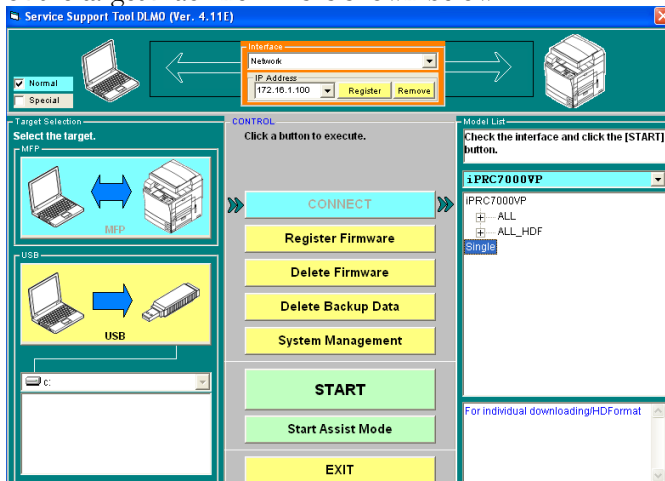 Service Support Tool DLM0 (Ver. 4.11E)
Interface
Network
IP Address
172.16.1.100
Register
Remove
Normal
Special
Target Selection
Select the target.
MFP
MFP
USB
USB
c:
CONTROL
Click a button to execute.
CONNECT
Register Firmware
Delete Firmware
Delete Backup Data
System Management
START
Start Assist Mode
EXIT
Model List
Check the interface and click the [START]
button.
iPRC7000VP
iPRC7000VP
ALL
ALL_HDF
Single
For individual downloading/HDFormat